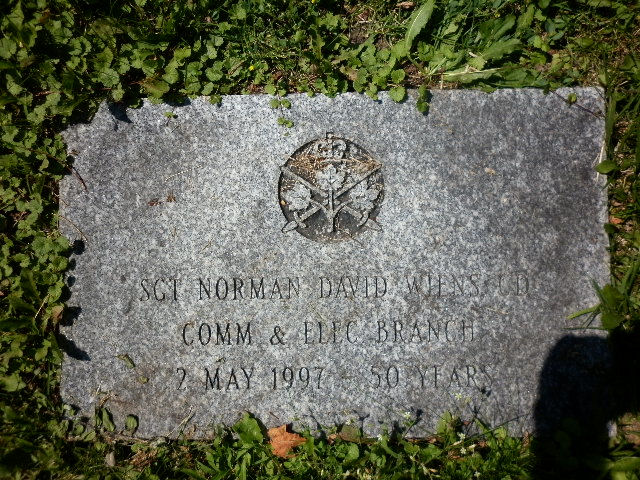 SGT NORMAN DAVID WIENS CD
COMM & ELEC BRANCH
2 MAY 1997 - 50 YEARS